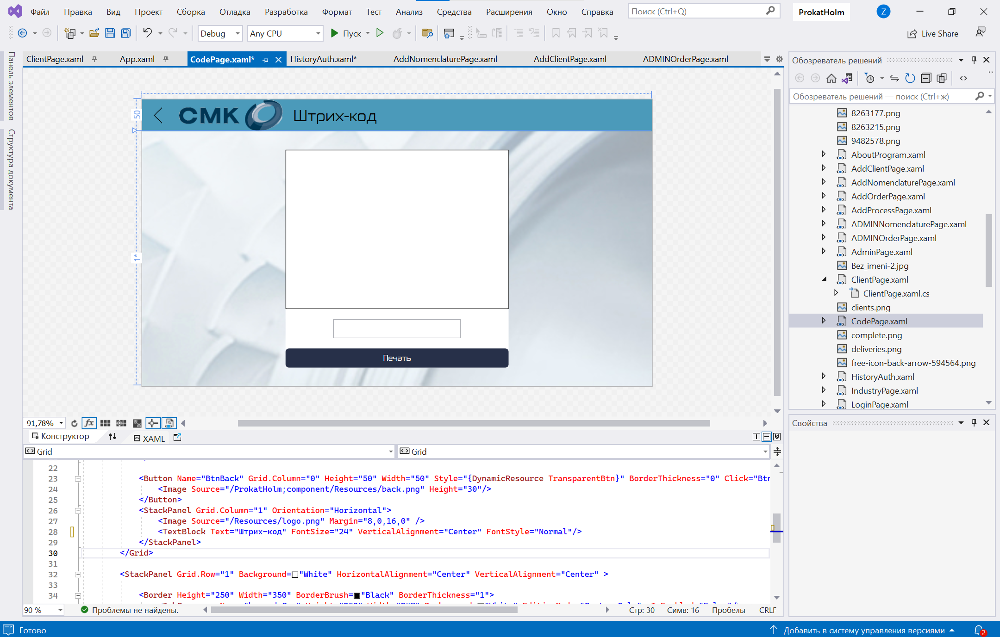 Файл Правка Вид Проект Сборка Отладка Разработка Формат Тест Анализ Средства Расширения Окно Справка Поиск (Ctrl+Q) ProkatHolm Z
Debug Any CPU Пуск Live Share
Панель элементов
Структура документа
ClientPage.xaml App.xaml CodePage.xaml* HistoryAuth.xaml* AddNomenclaturePage.xaml AddClientPage.xaml ADMINOrderPage.xaml
50
1*
СМК Штрих-код
Печать
91,78% fx
Конструктор XAML
Grid Grid
22
23 <Button Name="BtnBack" Grid.Column="0" Height="50" Width="50" Style="{DynamicResource TransparentBtn}" BorderThickness="0" Click="Btn
24 <Image Source="/ProkatHolm;component/Resources/back.png" Height="30"/>
25 </Button>
26 <StackPanel Grid.Column="1" Orientation="Horizontal">
27 <Image Source="/Resources/logo.png" Margin="8,0,16,0" />
28 <TextBlock Text="Штрих-код" FontSize="24" VerticalAlignment="Center" FontStyle="Normal"/>
29 </StackPanel>
30 </Grid>
31
32 <StackPanel Grid.Row="1" Background="White" HorizontalAlignment="Center" VerticalAlignment="Center" >
33
34 <Border Height="250" Width="350" BorderBrush="Black" BorderThickness="1">
90 % Проблемы не найдены. Стр: 30 Симв: 16 Пробелы CRLF
Обозреватель решений
Обозреватель решений — поиск (Ctrl+ж)
8263177.png
8263215.png
9482578.png
AboutProgram.xaml
AddClientPage.xaml
AddNomenclaturePage.xaml
AddOrderPage.xaml
AddProcessPage.xaml
ADMINNomenclaturePage.xaml
ADMINOrderPage.xaml
AdminPage.xaml
Bez_imeni-2.jpg
ClientPage.xaml
ClientPage.xaml.cs
clients.png
CodePage.xaml
complete.png
deliveries.png
free-icon-back-arrow-594564.png
HistoryAuth.xaml
IndustryPage.xaml
LoginPage.xaml
Свойства
Готово Добавить в систему управления версиями 2